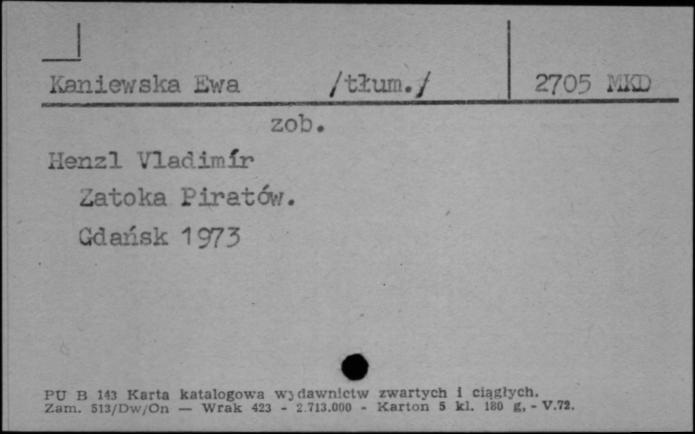 Kaniewska Ewa /tłum./ 2705 MKD
zob.
Henzl Vladimír
Zatoka Piratów.
Gdańsk 1973
PU B 143 Karta katalogowa wydawnictw zwartych i ciągłych.
Zam. 513/Dw/On — Wrak 423 - 2.713.000 - Karton 5 kl. 180 g. - V.72.